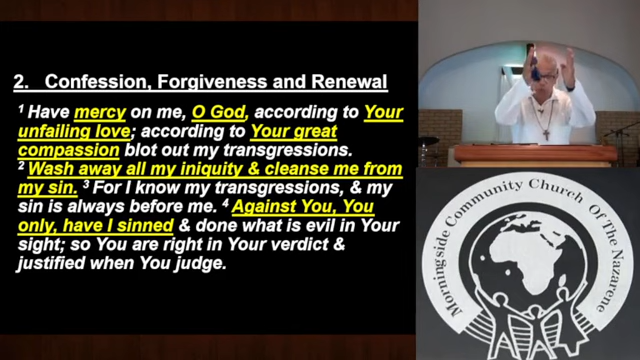 2. Confession, Forgiveness and Renewal
1 Have mercy on me, O God, according to Your
unfailing love; according to Your great
compassion blot out my transgressions.
2 Wash away all my iniquity & cleanse me from
my sin. 3 For I know my transgressions, & my
sin is always before me. 4 Against You, You
only, have I sinned & done what is evil in Your
sight; so You are right in Your verdict &
justified when You judge.
Morningside Community Church Of The Nazarene